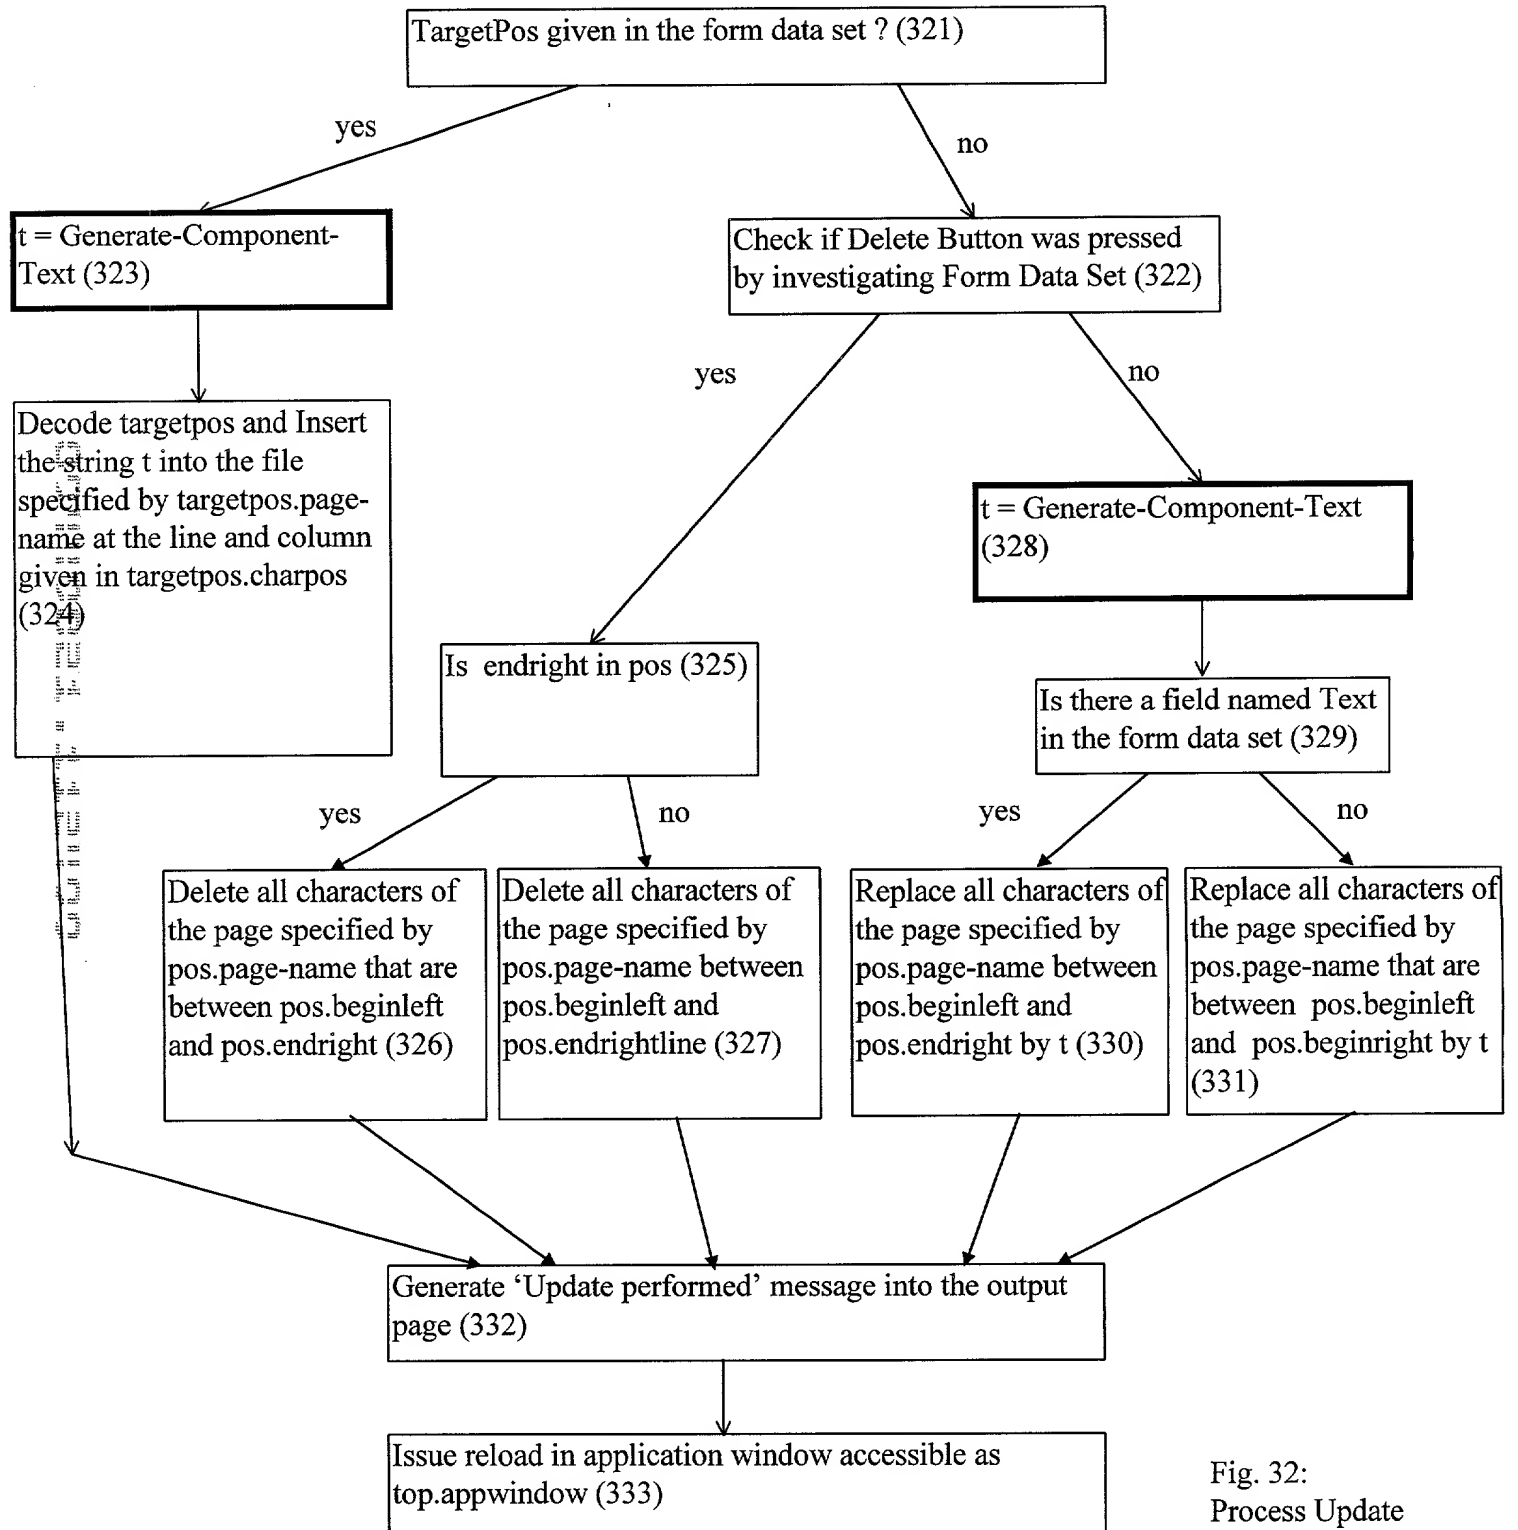 TargetPos given in the form data set ? (321)
yes
no
t = Generate-Component-
Text (323)
Check if Delete Button was pressed
by investigating Form Data Set (322)
yes
no
Decode targetpos and Insert
the string t into the file
specified by targetpos.page-
name at the line and column
given in targetpos.charpos
(324)
t = Generate-Component-Text
(328)
Is  endright in pos (325)
Is there a field named Text
in the form data set (329)
yes
no
yes
no
Delete all characters of
the page specified by
pos.page-name that are
between pos.beginleft
and pos.endright (326)
Delete all characters of
the page specified by
pos.page-name between
pos.beginleft and
pos.endrightline (327)
Replace all characters of
the page specified by
pos.page-name between
pos.beginleft and
pos.endright by t (330)
Replace all characters of
the page specified by
pos.page-name that are
between  pos.beginleft
and  pos.beginright by t
(331)
Generate ‘Update performed’ message into the output
page (332)
Issue reload in application window accessible as
top.appwindow (333)
Fig. 32:
Process Update